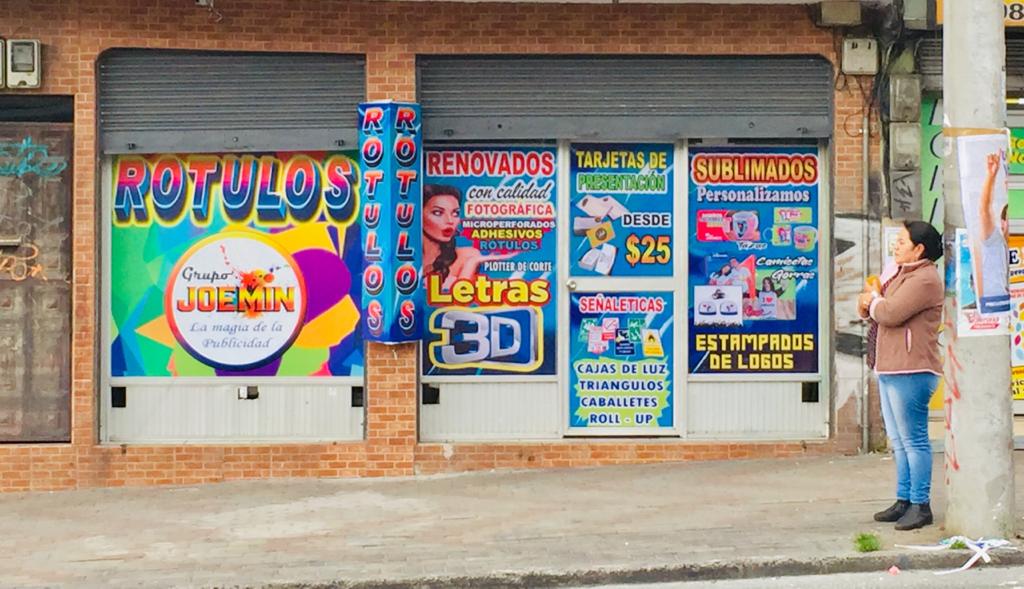 ROTULOS
Grupo
JOEMIN
La magia de la
Publicidad
ROTULOS
ROTULOS
RENOVADOS
con calidad
FOTOGRÁFICA
MICROPERFORADOS
ADHESIVOS
ROTULOS
PLOTTER DE CORTE
Letras
3D
TARJETAS DE
PRESENTACIÓN
DESDE
$25
SEÑALETICAS
CAJAS DE LUZ
TRIANGULOS
CABALLETES
ROLL - UP
SUBLIMADOS
Personalizamos
Tazas
Camisetas
Gorras
ESTAMPADOS
DE LOGOS